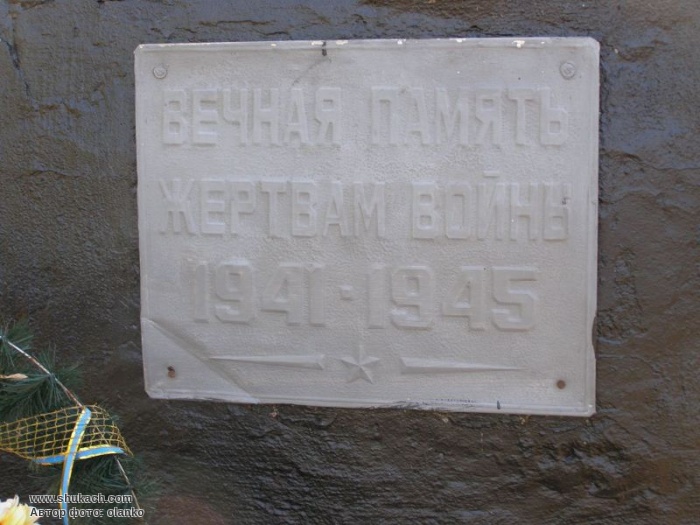 ВЕЧНАЯ ПАМЯТЬ
ЖЕРТВАМ ВОЙНЫ
1941·1945
www.shukach.com
Автор фото: olanko